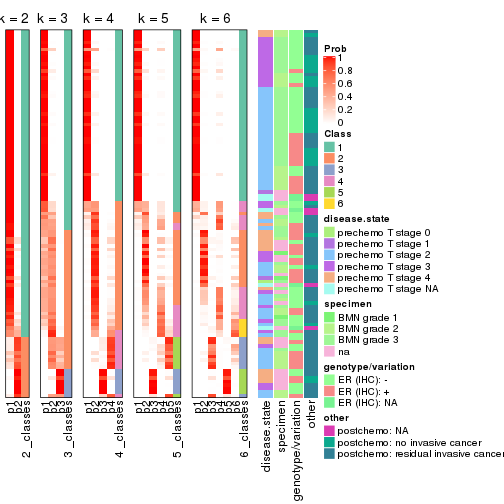 k = 2
k = 3
k = 4
k = 5
k = 6
Prob
1
0.8
0.6
0.4
0.2
0
Class
1
2
3
4
5
6
disease.state
prechemo T stage 0
prechemo T stage 1
prechemo T stage 2
prechemo T stage 3
prechemo T stage 4
prechemo T stage NA
specimen
BMN grade 1
BMN grade 2
BMN grade 3
na
genotype/variation
ER (IHC): -
ER (IHC): +
ER (IHC): NA
other
postchemo: NA
postchemo: no invasive cancer
postchemo: residual invasive cancer
p1
p2
2_classes
p1
p2
p3
3_classes
p1
p2
p3
p4
4_classes
p1
p2
p3
p4
p5
5_classes
p1
p2
p3
p4
p5
p6
6_classes
disease.state
specimen
genotype/variation
other